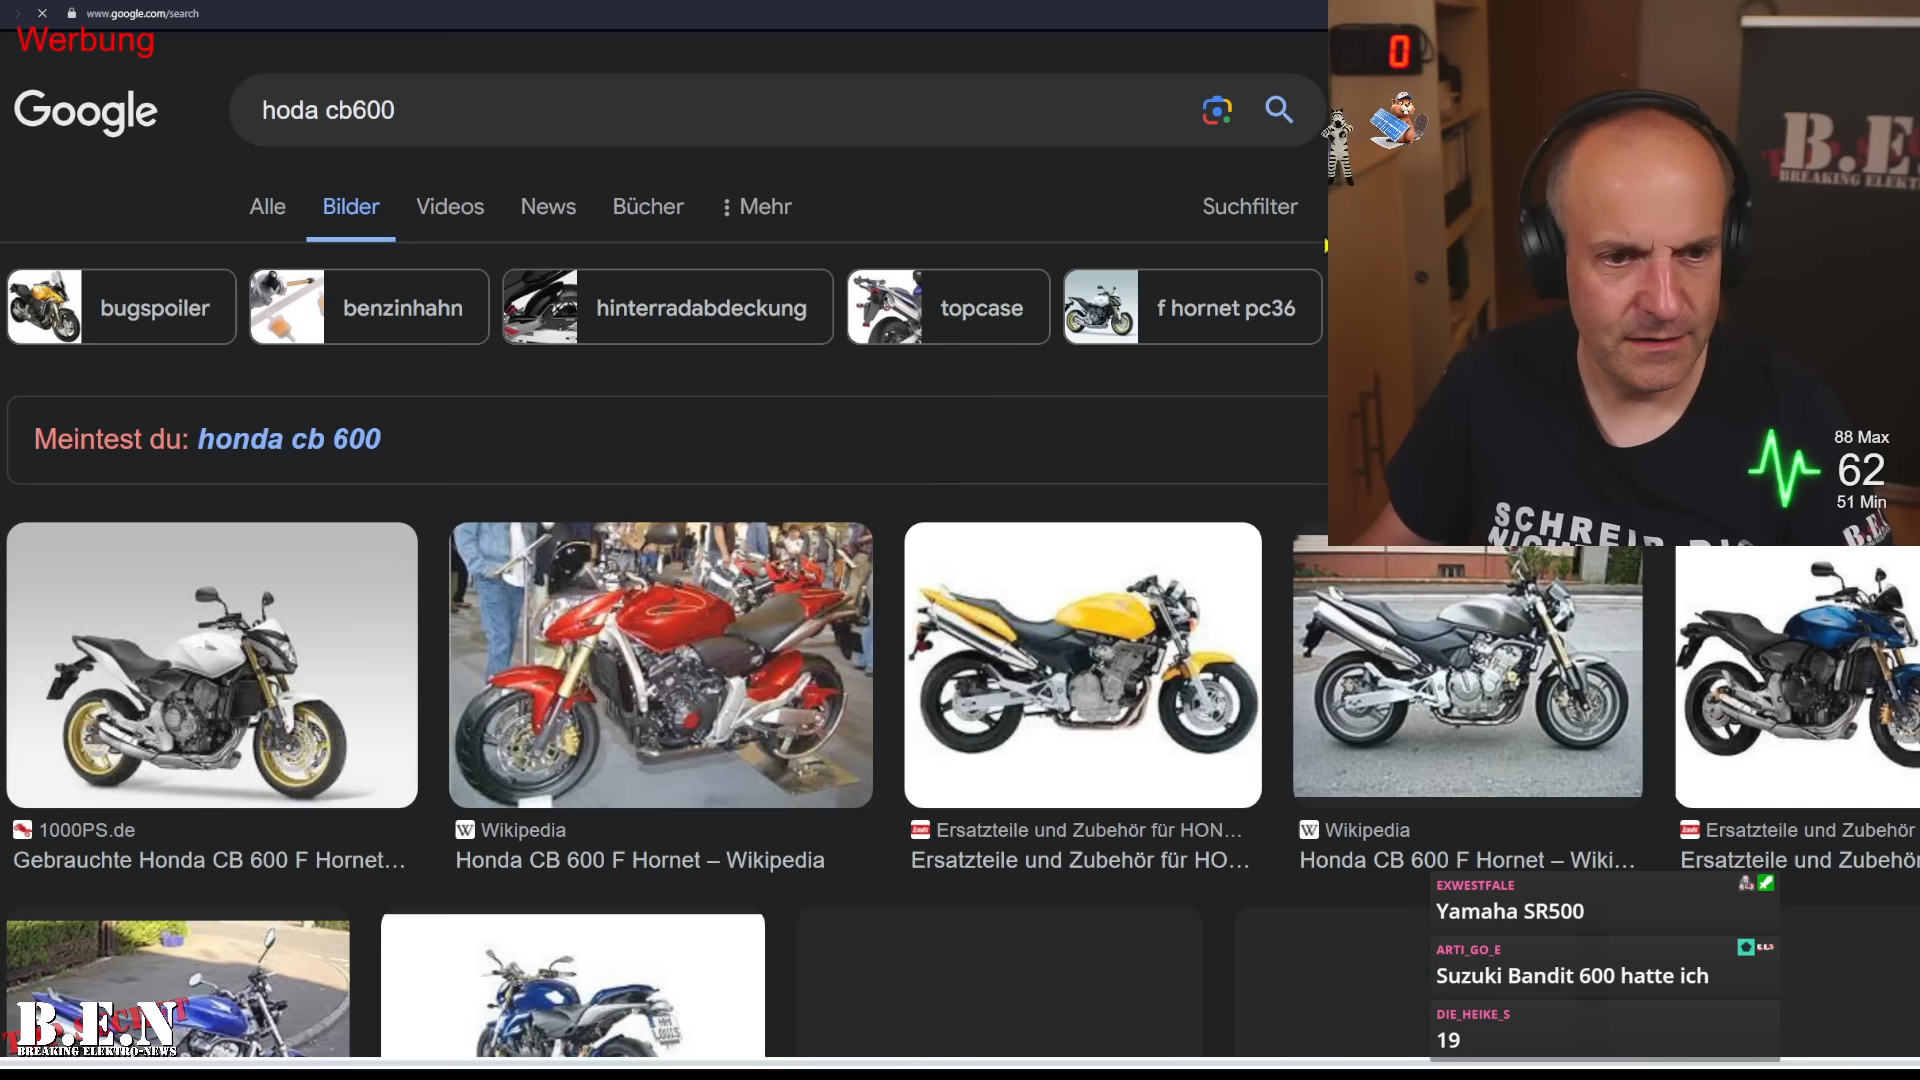 www.google.com/search
Werbung
Google
hoda cb600
Alle
Bilder
Videos
News
Bücher
Mehr
Suchfilter
bugspoiler
benzinhahn
hinterradabdeckung
topcase
f hornet pc36
Meintest du: honda cb 600
0
B.E.
BREAKING ELEKT
88 Max
62
51 Min
SCHREIB
1000PS.de
Gebrauchte Honda CB 600 F Hornet...
Wikipedia
Honda CB 600 F Hornet – Wikipedia
Ersatzteile und Zubehör für HON...
Ersatzteile und Zubehör für HO...
Wikipedia
Honda CB 600 F Hornet – Wiki...
Ersatzteile und Zubehör
Ersatzteile und Zubehör
EXWESTFALE
Yamaha SR500
ARTI_GO_E
Suzuki Bandit 600 hatte ich
DIE_HEIKE_S
19
B.E.N
BREAKING ELEKTRO-NEWS